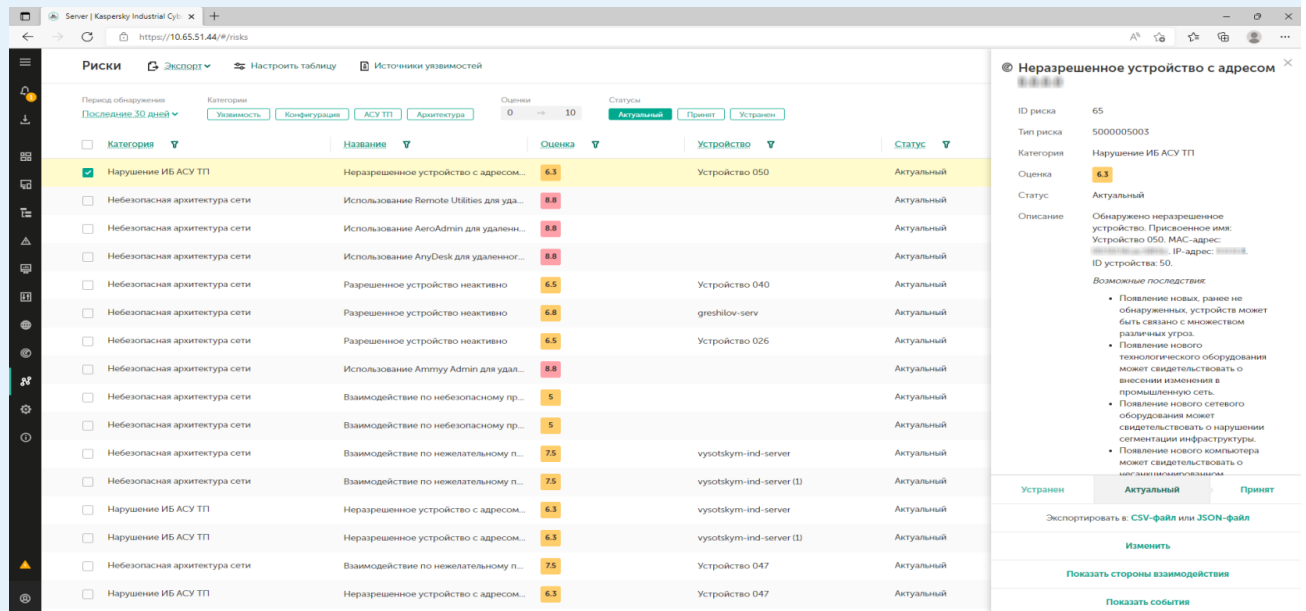 Server | Kaspersky Industrial Cyb
https://10.65.51.44/#/risks
Риски Экспорт Настроить таблицу Источники уязвимостей
Период обнаружения Категории Оценки Статусы
Последние 30 дней Уязвимость Конфигурация АСУ ТП Архитектура 0 → 10 Актуальный Принят Устранен
Категория Название Оценка Устройство Статус
Нарушение ИБ АСУ ТП Неразрешенное устройство с адресом... 6.3 Устройство 050 Актуальный
Небезопасная архитектура сети Использование Remote Utilities для уда... 8.8 Актуальный
Небезопасная архитектура сети Использование AeroAdmin для удаленн... 8.8 Актуальный
Небезопасная архитектура сети Использование AnyDesk для удаленног... 8.8 Актуальный
Небезопасная архитектура сети Разрешенное устройство неактивно 6.5 Устройство 040 Актуальный
Небезопасная архитектура сети Разрешенное устройство неактивно 6.8 greshilov-serv Актуальный
Небезопасная архитектура сети Разрешенное устройство неактивно 6.5 Устройство 026 Актуальный
Небезопасная архитектура сети Использование Ammyy Admin для удал... 8.8 Актуальный
Небезопасная архитектура сети Взаимодействие по небезопасному пр... 5 Актуальный
Небезопасная архитектура сети Взаимодействие по небезопасному пр... 5 Актуальный
Небезопасная архитектура сети Взаимодействие по нежелательному п... 7.5 vysotskym-ind-server Актуальный
Небезопасная архитектура сети Взаимодействие по нежелательному п... 7.5 vysotskym-ind-server (1) Актуальный
Нарушение ИБ АСУ ТП Неразрешенное устройство с адресом... 6.3 vysotskym-ind-server Актуальный
Нарушение ИБ АСУ ТП Неразрешенное устройство с адресом... 6.3 vysotskym-ind-server (1) Актуальный
Небезопасная архитектура сети Взаимодействие по нежелательному п... 7.5 Устройство 047 Актуальный
Нарушение ИБ АСУ ТП Неразрешенное устройство с адресом... 6.3 Устройство 047 Актуальный
Неразрешенное устройство с адресом
ID риска 65
Тип риска 5000005003
Категория Нарушение ИБ АСУ ТП
Оценка 6.3
Статус Актуальный
Описание Обнаружено неразрешенное
устройство. Присвоенное имя:
Устройство 050. MAC-адрес:
, IP-адрес:
ID устройства: 50.
Возможные последствия:
• Появление новых, ранее не
обнаруженных, устройств может
быть связано с множеством
различных угроз.
• Появление нового
технологического оборудования
может свидетельствовать о
внесении изменения в
промышленную сеть.
• Появление нового сетевого
оборудования может
свидетельствовать о нарушении
сегментации инфраструктуры.
• Появление нового компьютера
может свидетельствовать о
несанкционированном
Устранен Актуальный Принят
Экспортировать в: CSV-файл или JSON-файл
Изменить
Показать стороны взаимодействия
Показать события